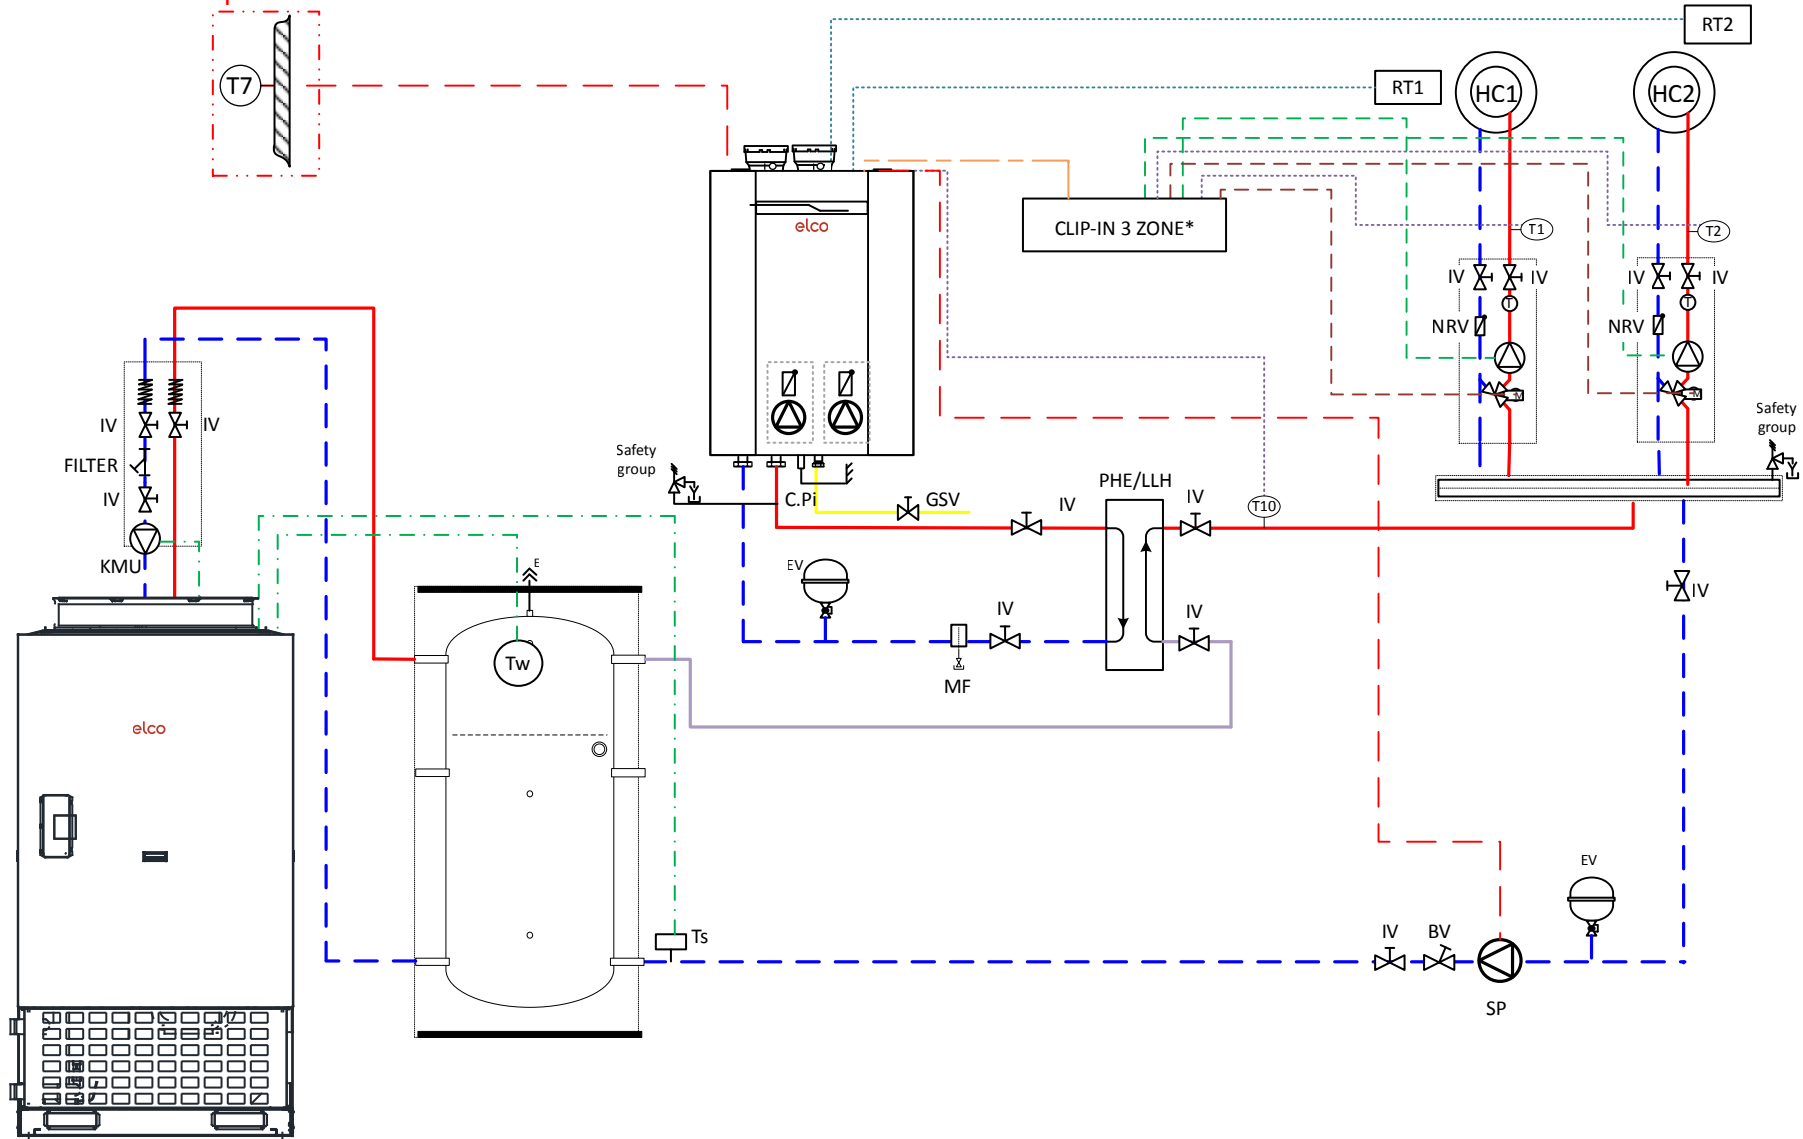 RT2
T7
RT1
HC1
HC2
elco
CLIP-IN 3 ZONE*
T1
T2
IV
IV
IV
IV
T
T
NRV
NRV
M
M
IV
IV
FILTER
IV
KMU
Safety
group
Safety
group
C.Pi
GSV
IV
PHE/LLH
IV
T10
E
EV
IV
IV
IV
Tw
MF
elco
EV
Ts
IV
BV
SP